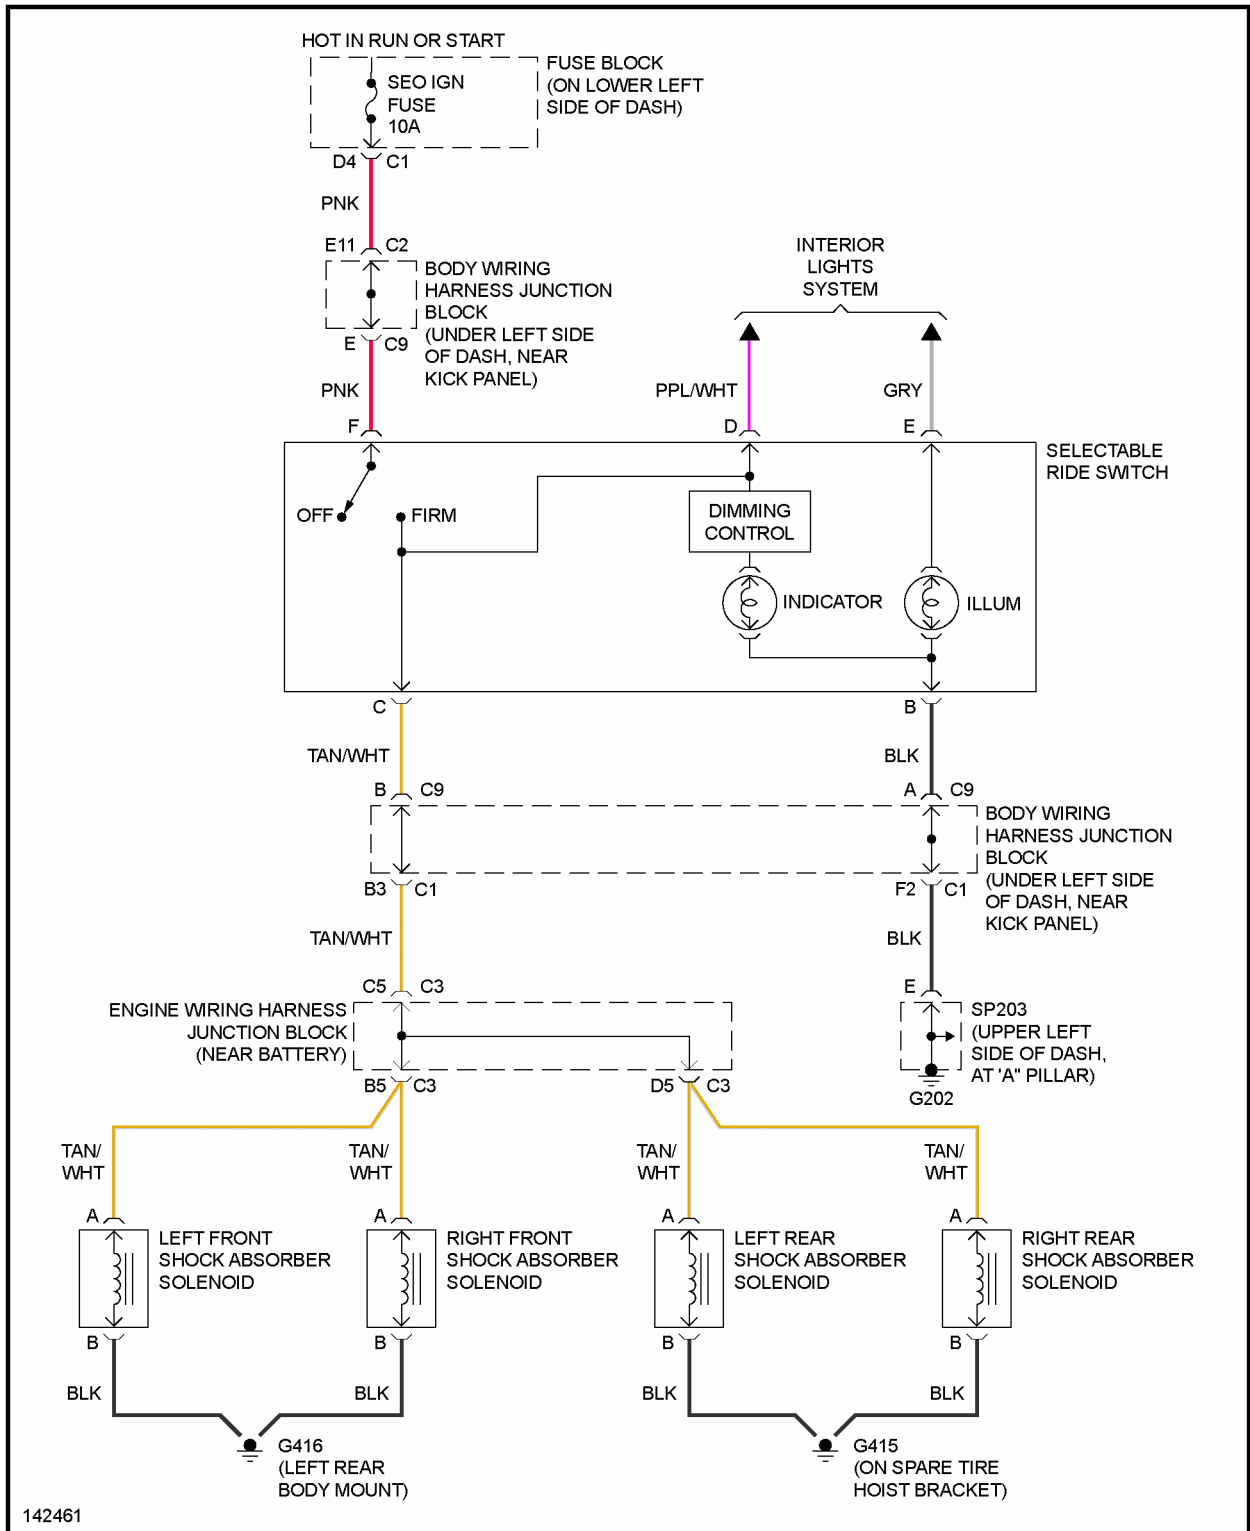 HOT IN RUN OR START
SEO IGN
FUSE
10A
FUSE BLOCK
(ON LOWER LEFT
SIDE OF DASH)
D4 C1
PNK
E11 C2
BODY WIRING
HARNESS JUNCTION
BLOCK
(UNDER LEFT SIDE
OF DASH, NEAR
KICK PANEL)
E C9
PNK
F
INTERIOR
LIGHTS
SYSTEM
PPL/WHT
GRY
D
E
SELECTABLE
RIDE SWITCH
OFF
FIRM
DIMMING
CONTROL
INDICATOR
ILLUM
C
B
TAN/WHT
BLK
B C9
A C9
BODY WIRING
HARNESS JUNCTION
BLOCK
(UNDER LEFT SIDE
OF DASH, NEAR
KICK PANEL)
B3 C1
F2 C1
TAN/WHT
BLK
C5 C3
E
ENGINE WIRING HARNESS
JUNCTION BLOCK
(NEAR BATTERY)
SP203
(UPPER LEFT
SIDE OF DASH,
AT 'A" PILLAR)
B5 C3
D5 C3
G202
TAN/
WHT
TAN/
WHT
TAN/
WHT
TAN/
WHT
A
A
A
A
LEFT FRONT
SHOCK ABSORBER
SOLENOID
RIGHT FRONT
SHOCK ABSORBER
SOLENOID
LEFT REAR
SHOCK ABSORBER
SOLENOID
RIGHT REAR
SHOCK ABSORBER
SOLENOID
B
B
B
B
BLK
BLK
BLK
BLK
G416
(LEFT REAR
BODY MOUNT)
G415
(ON SPARE TIRE
HOIST BRACKET)
142461